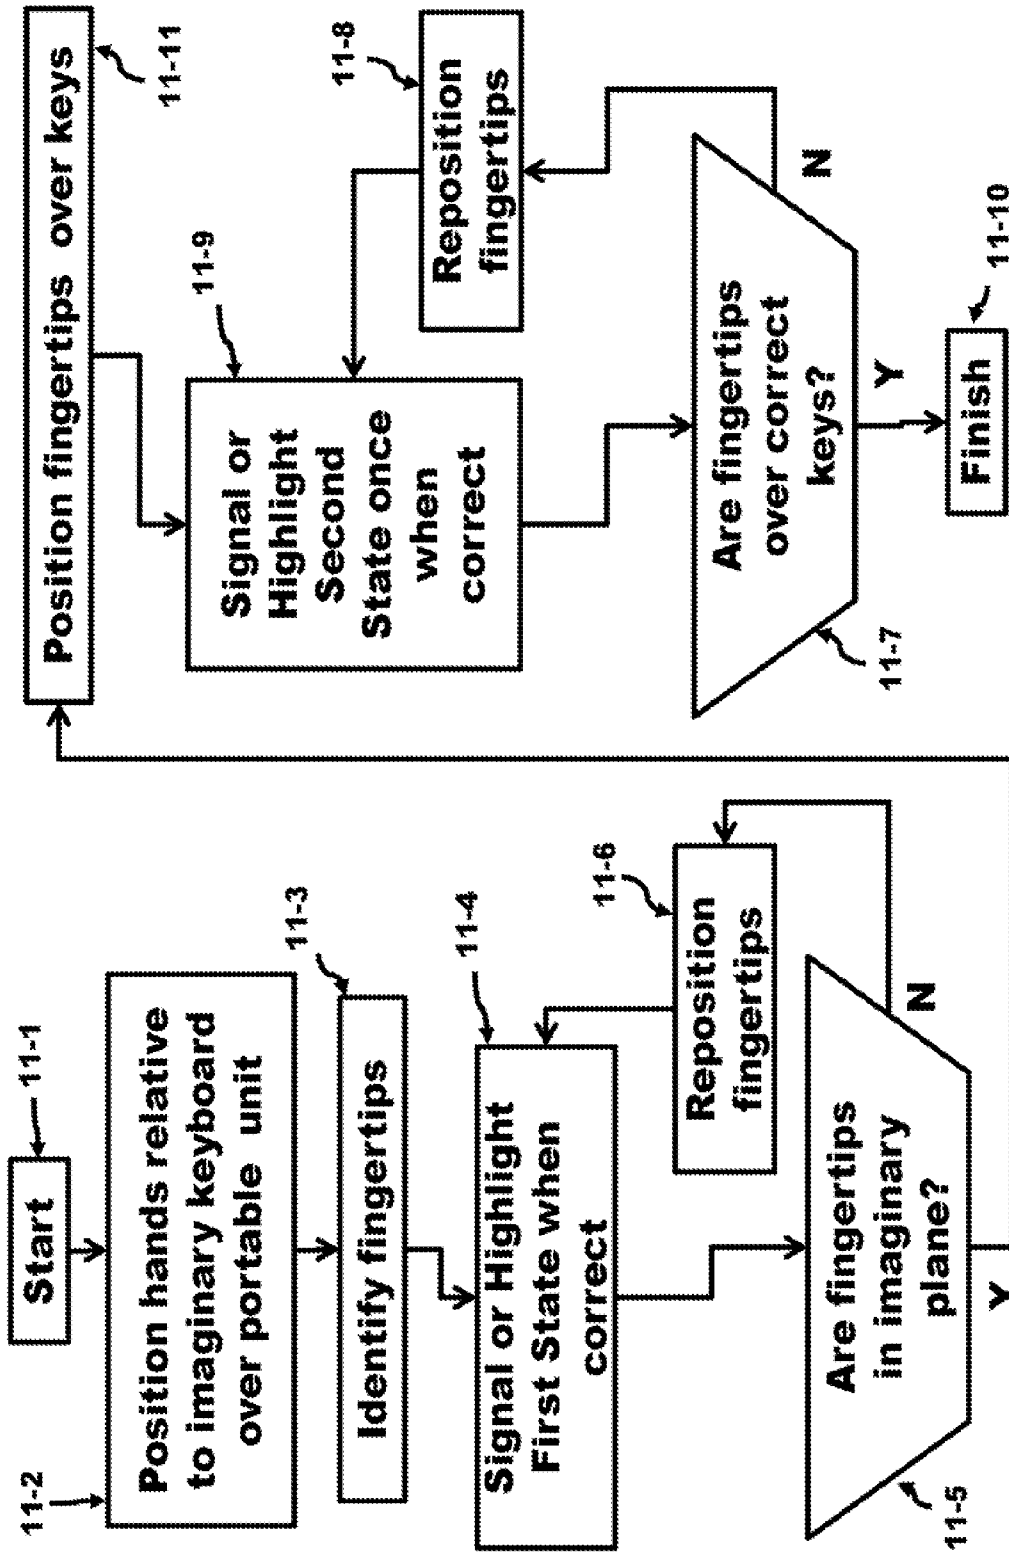 Start
11-1
11-2
Position hands relative
to imaginary keyboard
over portable unit
11-3
Identify fingertips
11-4
Signal or Highlight
First State when
correct
11-6
Reposition
fingertips
Are fingertips
in imaginary
plane?
N
Y
11-5
Position fingertips over keys
11-11
11-9
Signal or
Highlight
Second
State once
when
correct
11-8
Reposition
fingertips
Are fingertips
over correct
keys?
N
Y
11-7
Finish
11-10